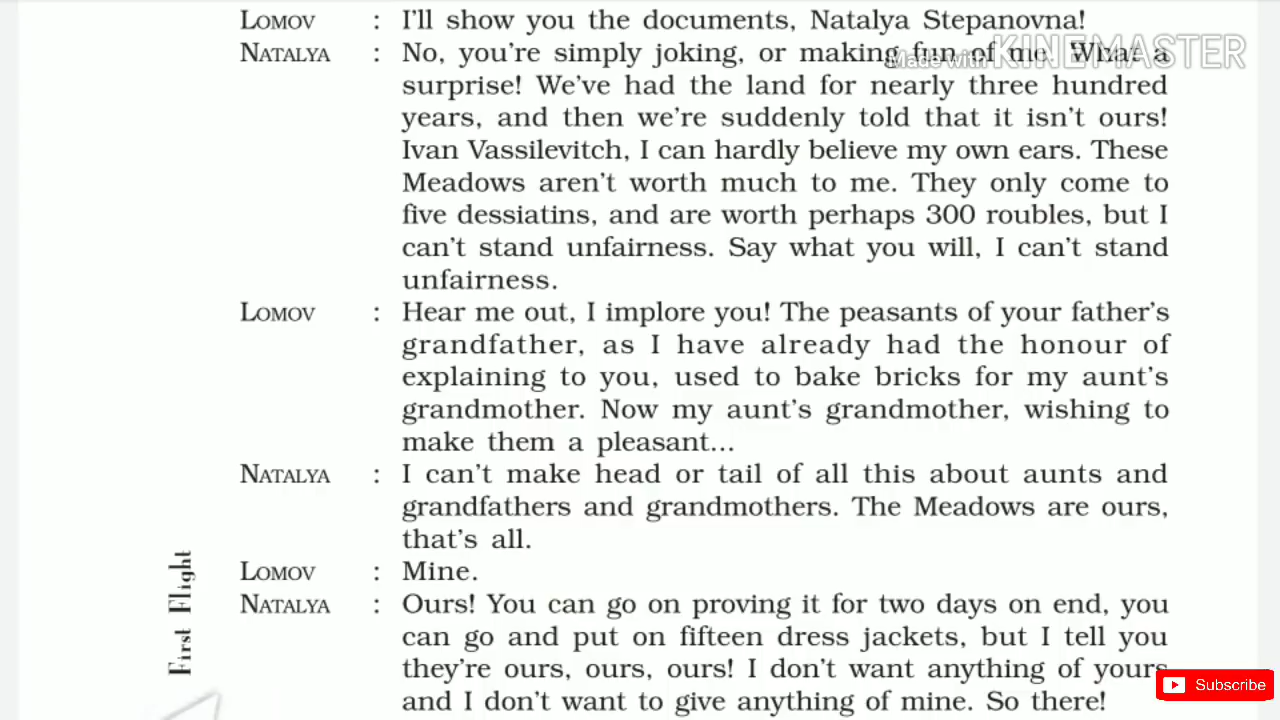 LOMOV : I'll show you the documents, Natalya Stepanovna!
NATALYA : No, you're simply joking, or making fun of me. What a
Made with KINEMASTER
surprise! We've had the land for nearly three hundred
years, and then we're suddenly told that it isn't ours!
Ivan Vassilevitch, I can hardly believe my own ears. These
Meadows aren't worth much to me. They only come to
five dessiatins, and are worth perhaps 300 roubles, but I
can't stand unfairness. Say what you will, I can't stand
unfairness.
LOMOV : Hear me out, I implore you! The peasants of your father's
grandfather, as I have already had the honour of
explaining to you, used to bake bricks for my aunt's
grandmother. Now my aunt's grandmother, wishing to
make them a pleasant...
NATALYA : I can't make head or tail of all this about aunts and
grandfathers and grandmothers. The Meadows are ours,
that's all.
LOMOV : Mine.
NATALYA : Ours! You can go on proving it for two days on end, you
can go and put on fifteen dress jackets, but I tell you
they're ours, ours, ours! I don't want anything of yours
and I don't want to give anything of mine. So there!
First Flight
Subscribe